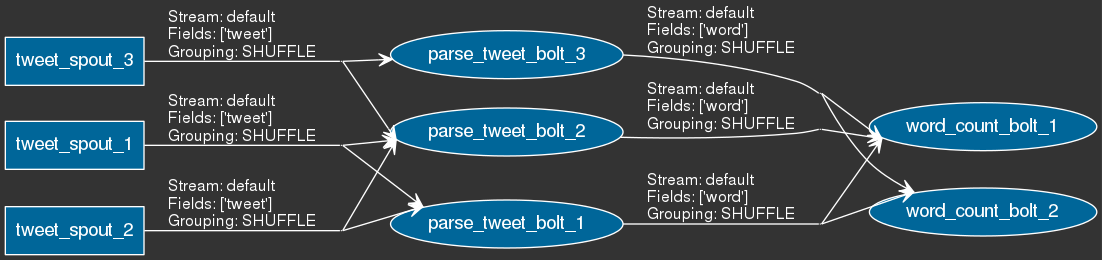 tweet_spout_3
Stream: default
Fields: ['tweet']
Grouping: SHUFFLE
parse_tweet_bolt_3
Stream: default
Fields: ['word']
Grouping: SHUFFLE
tweet_spout_1
Stream: default
Fields: ['tweet']
Grouping: SHUFFLE
parse_tweet_bolt_2
Stream: default
Fields: ['word']
Grouping: SHUFFLE
word_count_bolt_1
tweet_spout_2
Stream: default
Fields: ['tweet']
Grouping: SHUFFLE
parse_tweet_bolt_1
Stream: default
Fields: ['word']
Grouping: SHUFFLE
word_count_bolt_2